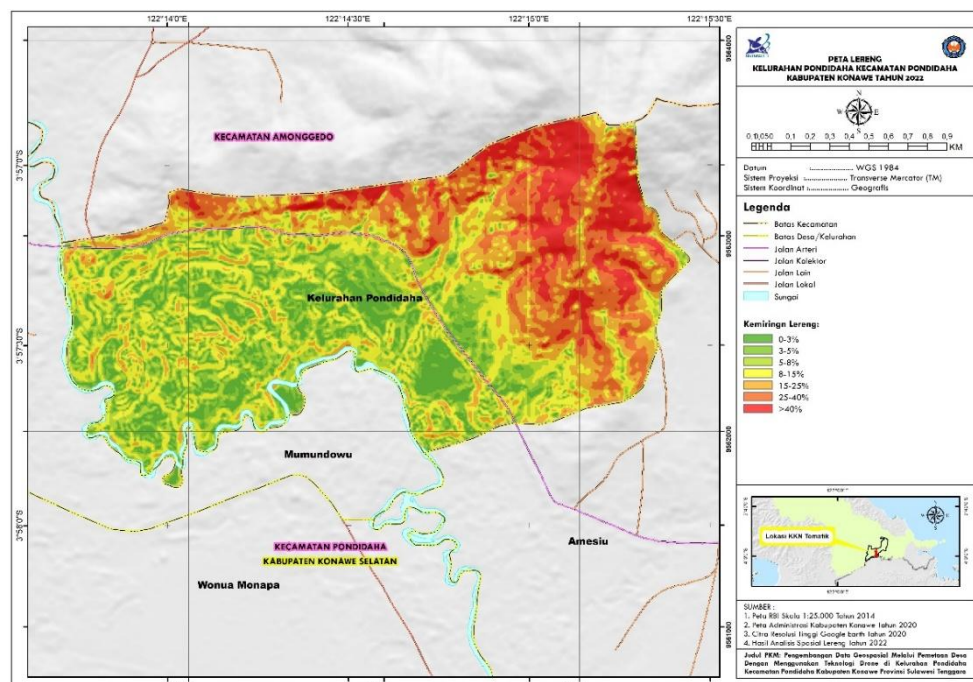 122°14'0"E
122°14'30"E
122°15'0"E
122°15'30"E
3°57'0"S
3°57'30"S
3°58'0"S
9564000
9563000
9562000
9561000
KECAMATAN AMONGGEDO
Kelurahan Pondidaha
Mumundowu
KECAMATAN PONDIDAHA
KABUPATEN KONAWE SELATAN
Wonua Monapa
Amesiu
PETA LERENG
KELURAHAN PONDIDAHA KECAMATAN PONDIDAHA
KABUPATEN KONAWE TAHUN 2022
N
W E
S
0,1 0,2 0,3 0,4 0,5 0,6 0,7 0,8 0,9
KM
Datum : .............. WGS 1984
Sistem Proyeksi : .............. Transverse Mercator (TM)
Sistem Koordinat : .............. Geografis
Legenda
Batas Kecamatan
Batas Desa/Kelurahan
Jalan Arteri
Jalan Kolektor
Jalan Lain
Jalan Lokal
Sungai
Kemiringn Lereng:
0-3%
3-5%
5-8%
8-15%
15-25%
25-40%
>40%
Lokasi KKN Tematik
SUMBER :
1. Peta RBI Skala 1:25.000 Tahun 2014
2. Peta Administrasi Kabupaten Konawe Tahun 2020
3. Citra Resolusi Tinggi Google Earth Tahun 2020
4. Hasil Analisis Spasial Lereng Tahun 2022
Judul PKM: Pengembangan Data Geospasial Melalui Pemetaan Desa
Dengan Menggunakan Teknologi Drone di Kelurahan Pondidaha
Kecamatan Pondidaha Kabupaten Konawe Provinsi Sulawesi Tenggara